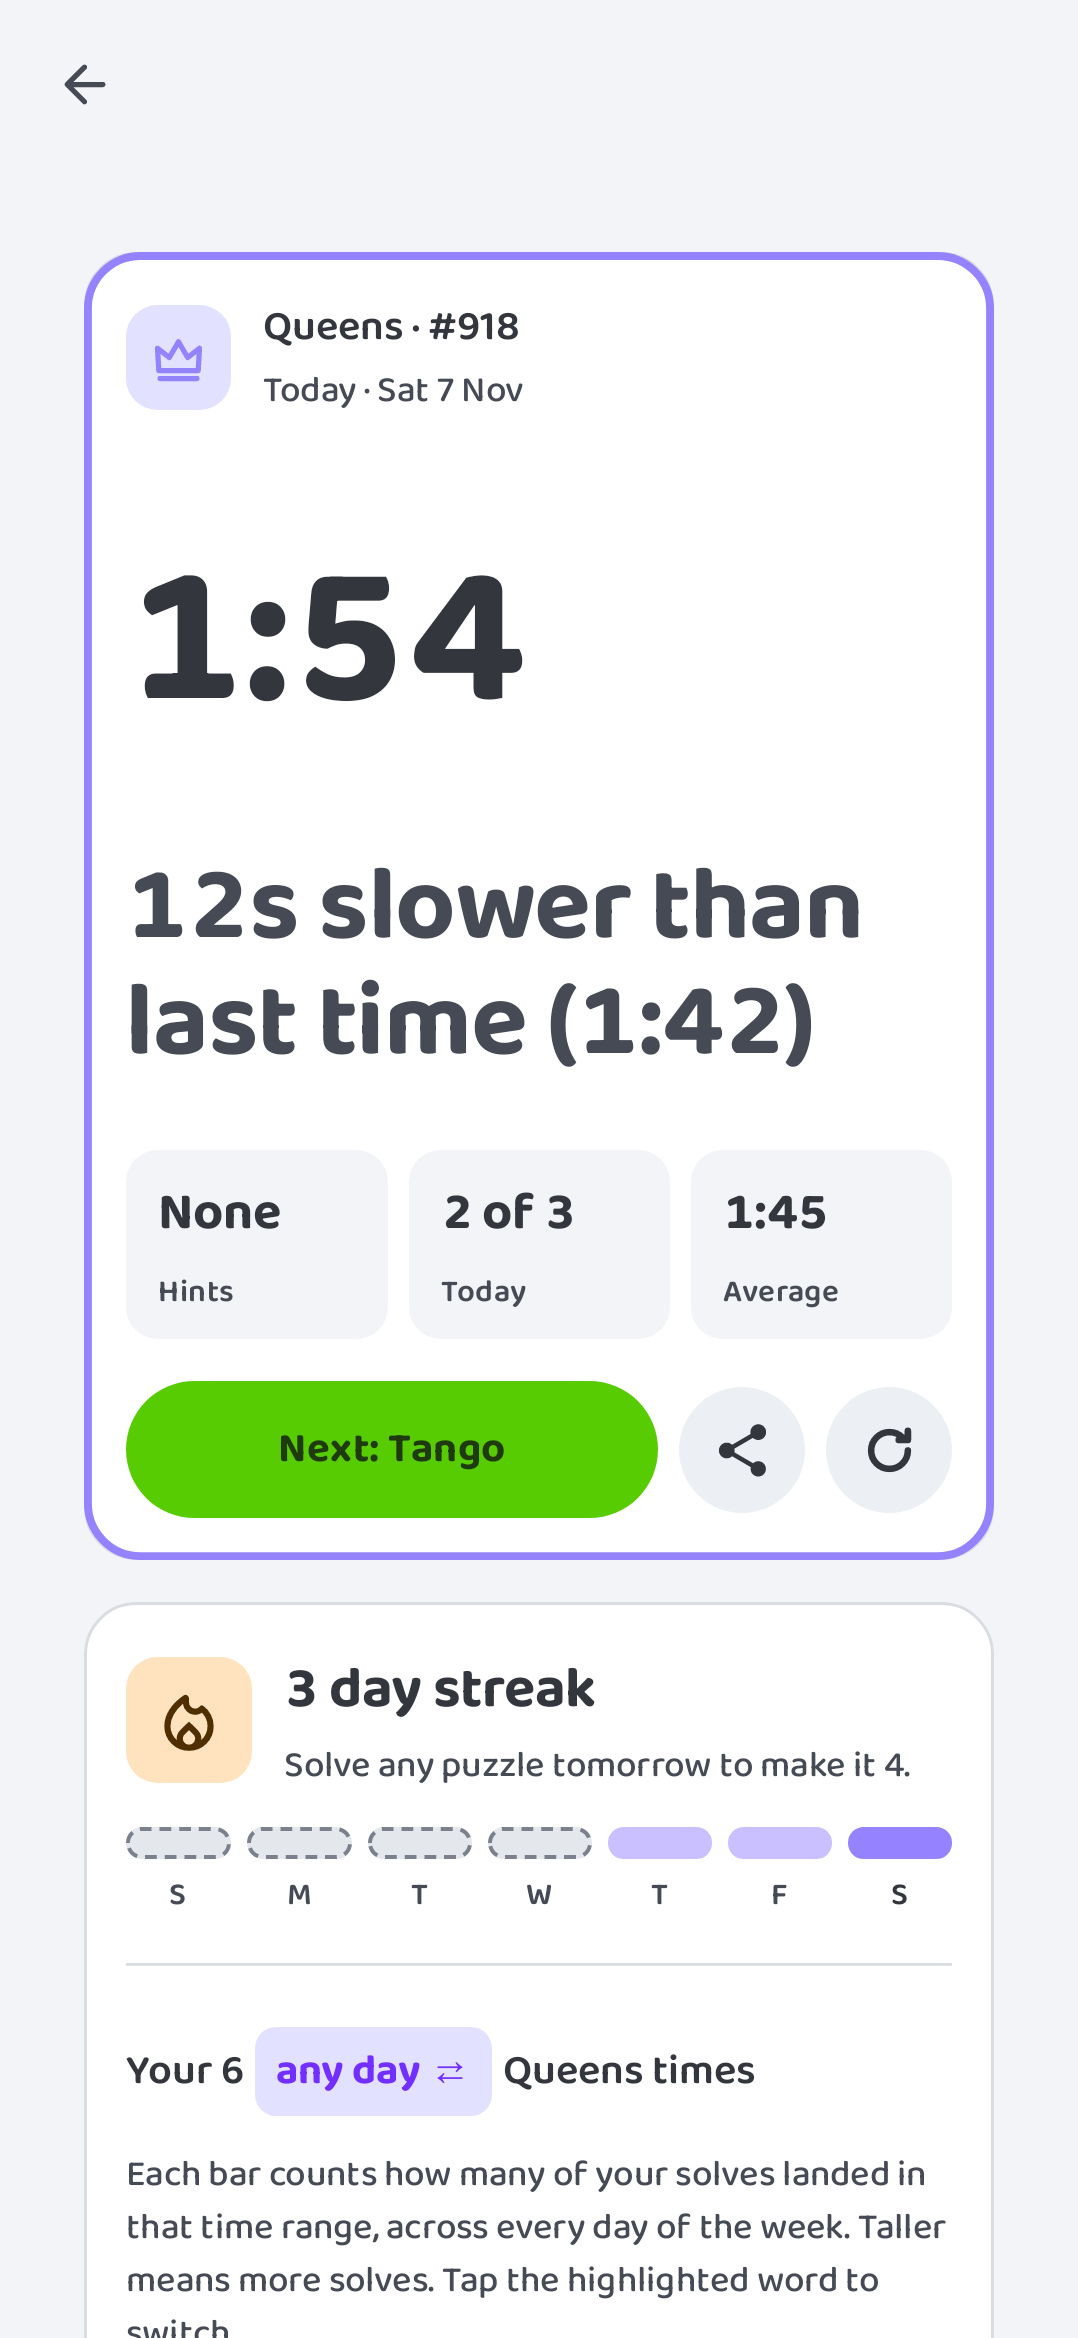 Queens · #918
Today · Sat 7 Nov
1:54
12s slower than
last time (1:42)
None
Hints
2 of 3
Today
1:45
Average
Next: Tango
3 day streak
Solve any puzzle tomorrow to make it 4.
S M T W T F S
Your 6 any day ⇄ Queens times
Each bar counts how many of your solves landed in
that time range, across every day of the week. Taller
means more solves. Tap the highlighted word to
switch